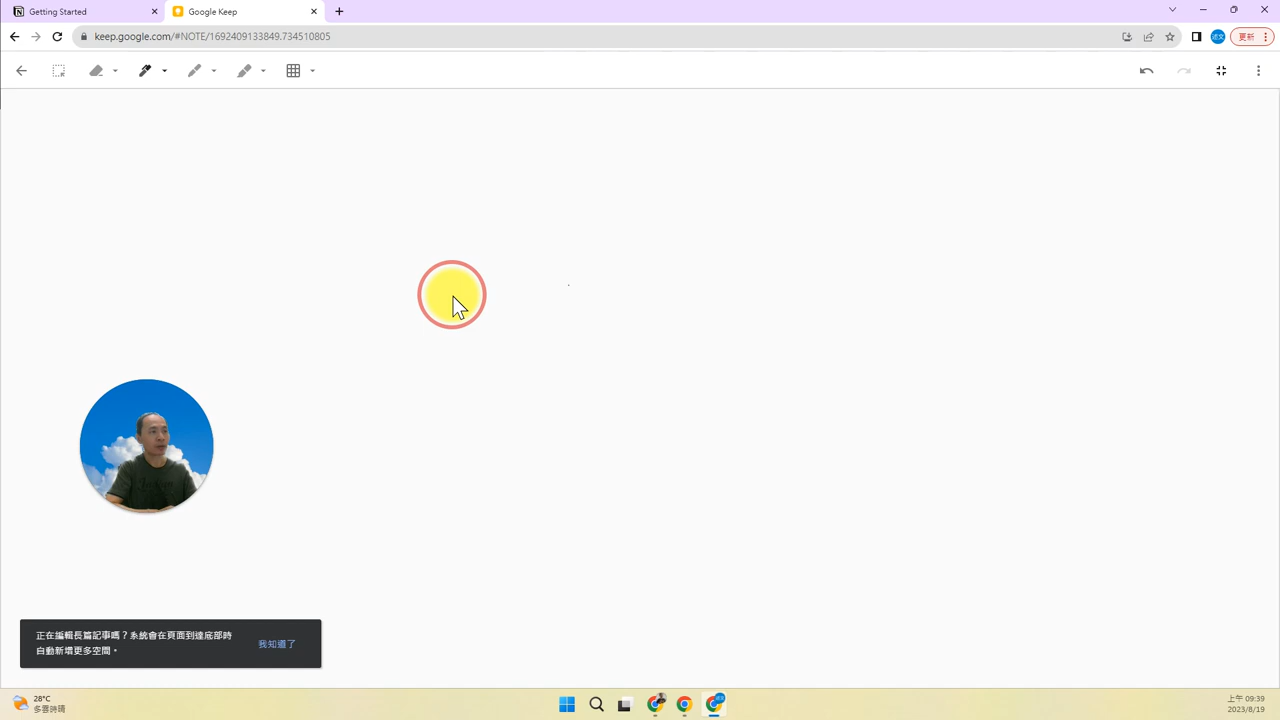 Getting Started
Google Keep
keep.google.com/#NOTE/1692409133849.734510805
遠文
更新
正在編輯長篇記事嗎？系統會在頁面到達底部時
自動新增更多空間。
我知道了
28°C
多雲時晴
上午 09:39
2023/8/19